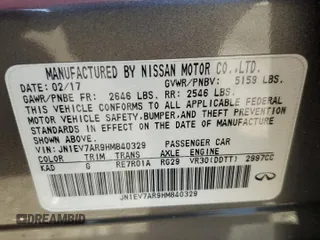 MANUFACTURED BY NISSAN MOTOR CO.,LTD.
DATE: 02/17 GVWR/PNBV: 5159 LBS.
GAWR/PNBE FR: 2646 LBS. RR: 2546 LBS.
THIS VEHICLE CONFORMS TO ALL APPLICABLE FEDERAL
MOTOR VEHICLE SAFETY,BUMPER,AND THEFT PREVENTION
STANDARDS IN EFFECT ON THE DATE OF MANUFACTURE
SHOWN ABOVE.
VIN: JN1EV7AR9HM840329 PASSENGER CAR
COLOR TRIM TRANS AXLE ENGINE
KAD G RE7R01A RG29 VR30(DDTT) 2997CC
JN1EV7AR9HM840329
INFINITI
DREAMBID